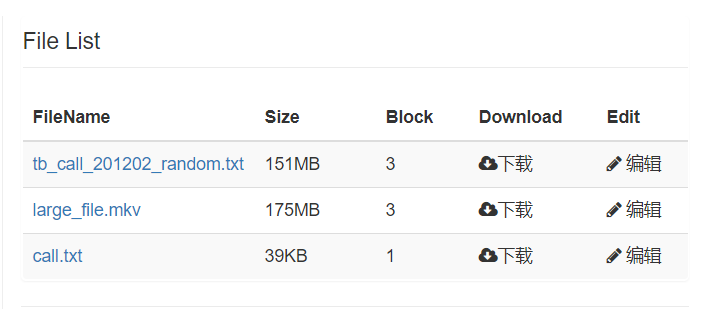 File List
FileName Size Block Download Edit
tb_call_201202_random.txt 151MB 3 下载 编辑
large_file.mkv 175MB 3 下载 编辑
call.txt 39KB 1 下载 编辑